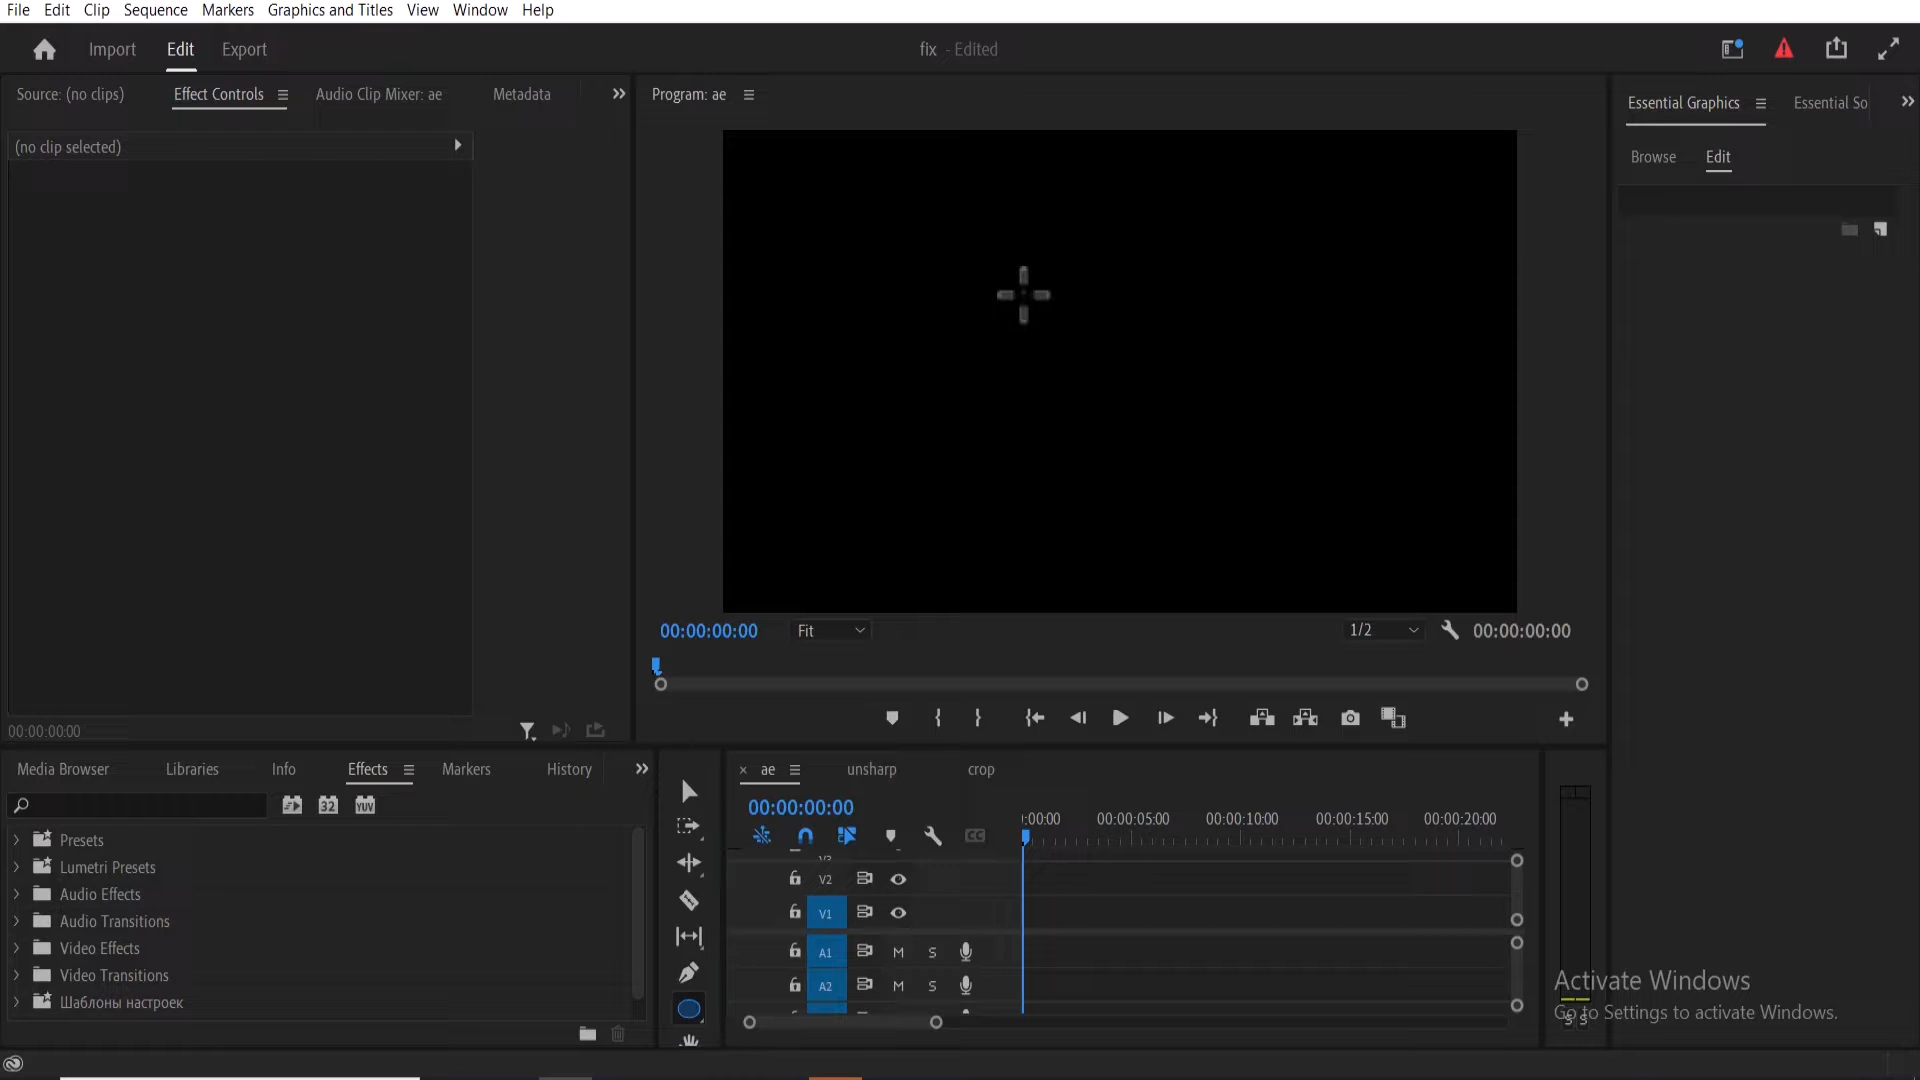 File Edit Clip Sequence Markers Graphics and Titles View Window Help
Import Edit Export
fix - Edited
Source: (no clips) Effect Controls Audio Clip Mixer: ae Metadata
Program: ae
Essential Graphics Essential So
(no clip selected)
Browse Edit
00:00:00:00 Fit 1/2 00:00:00:00
00:00:00:00
Media Browser Libraries Info Effects Markers History
ae unsharp crop
32 YUV
00:00:00:00
:00:00 00:00:05:00 00:00:10:00 00:00:15:00 00:00:20:00
CC
Presets
Lumetri Presets
Audio Effects
Audio Transitions
Video Effects
Video Transitions
Шаблоны настроек
V3
V2
V1
A1 M S
A2 M S
S S
Activate Windows
Go to Settings to activate Windows.